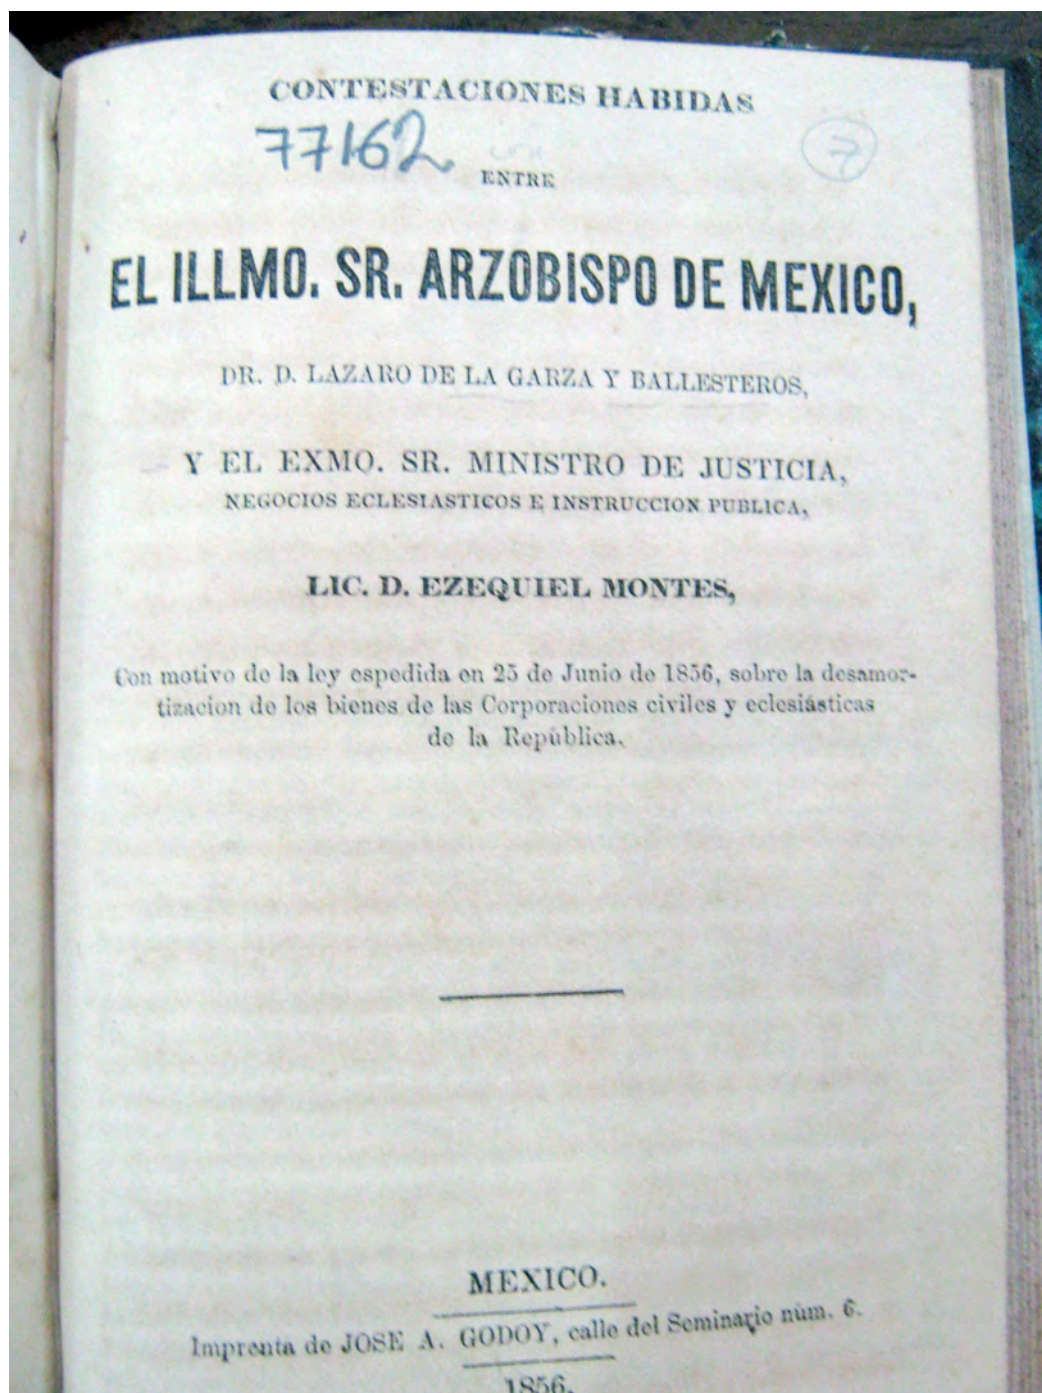 CONTESTACIONES HABIDAS
77162
7
ENTRE
EL ILLMO. SR. ARZOBISPO DE MEXICO,
DR. D. LAZARO DE LA GARZA Y BALLESTEROS,
Y EL EXMO. SR. MINISTRO DE JUSTICIA,
NEGOCIOS ECLESIASTICOS E INSTRUCCION PUBLICA,
LIC. D. EZEQUIEL MONTES,
Con motivo de la ley espedida en 25 de Junio de 1856, sobre la desamor-
tizacion de los bienes de las Corporaciones civiles y eclesiásticas
de la República.
MEXICO.
Imprenta de JOSE A. GODOY, calle del Seminario núm. 6.
1856.